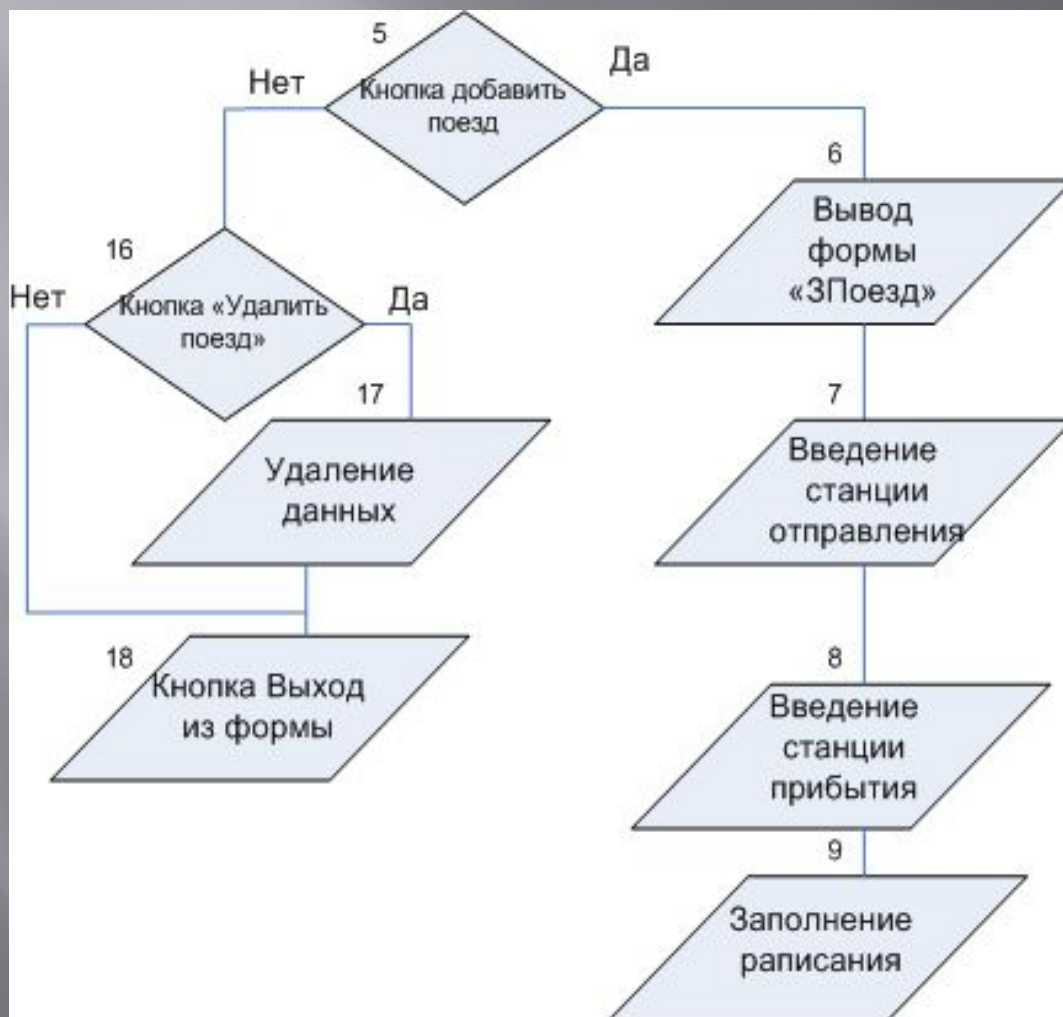 5
Нет
Да
Кнопка добавить
поезд
6
Вывод
формы
«ЗПоезд»
16
Нет
Кнопка «Удалить
поезд»
Да
17
Удаление
данных
7
Введение
станции
отправления
18
Кнопка Выход
из формы
8
Введение
станции
прибытия
9
Заполнение
раписания